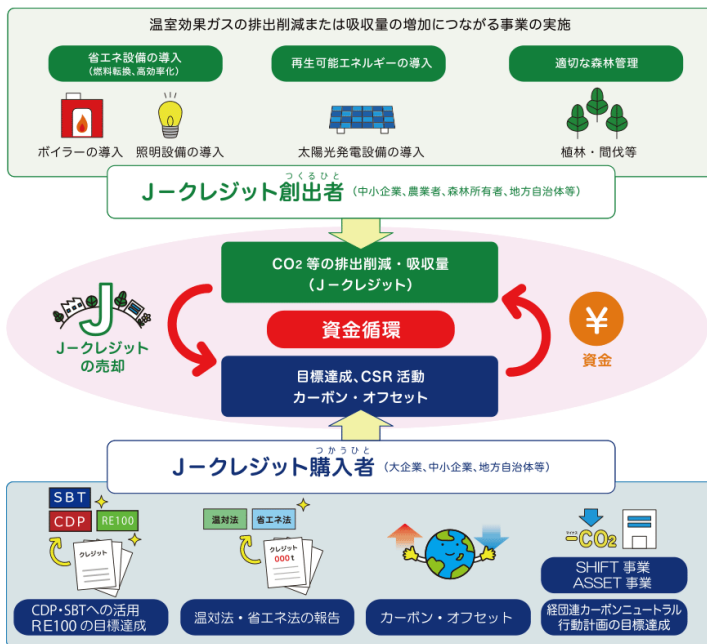 温室効果ガスの排出削減または吸収量の増加につながる事業の実施
省エネ設備の導入
(燃料転換、高効率化)
再生可能エネルギーの導入
適切な森林管理
ボイラーの導入
照明設備の導入
太陽光発電設備の導入
植林・間伐等
つくるひと
J－クレジット創出者（中小企業、農業者、森林所有者、地方自治体等）
CO2 等の排出削減・吸収量
（J－クレジット）
J
J－クレジット
の売却
資金循環
¥
資金
目標達成、CSR 活動
カーボン・オフセット
つかうひと
J－クレジット購入者（大企業、中小企業、地方自治体等）
SBT
CDP
RE100
クレジット
CDP・SBTへの活用
RE100の目標達成
温対法
省エネ法
クレジット
000t
温対法・省エネ法の報告
カーボン・オフセット
マイナス
−CO2
SHIFT 事業
ASSET 事業
経団連カーボンニュートラル
行動計画の目標達成